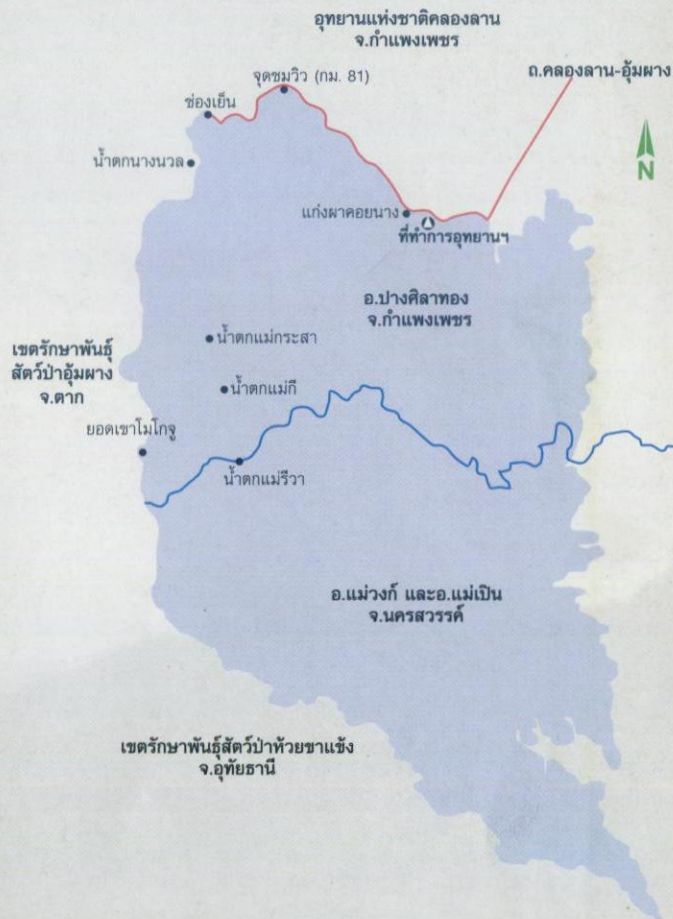 อุทยานแห่งชาติคลองลาน
จ.กำแพงเพชร
ถ.คลองลาน-อุ้มผาง
จุดชมวิว (กม. 81)
ช่องเย็น
น้ำตกนางนวล
N
แก่งผาคอยนาง
ที่ทำการอุทยานฯ
อ.ปางศิลาทอง
จ.กำแพงเพชร
น้ำตกแม่กระสา
เขตรักษาพันธุ์
สัตว์ป่าอุ้มผาง
จ.ตาก
น้ำตกแม่กี
ยอดเขาโมโกจู
น้ำตกแม่รีวา
อ.แม่วงก์ และอ.แม่เปิน
จ.นครสวรรค์
เขตรักษาพันธุ์สัตว์ป่าห้วยขาแข้ง
จ.อุทัยธานี